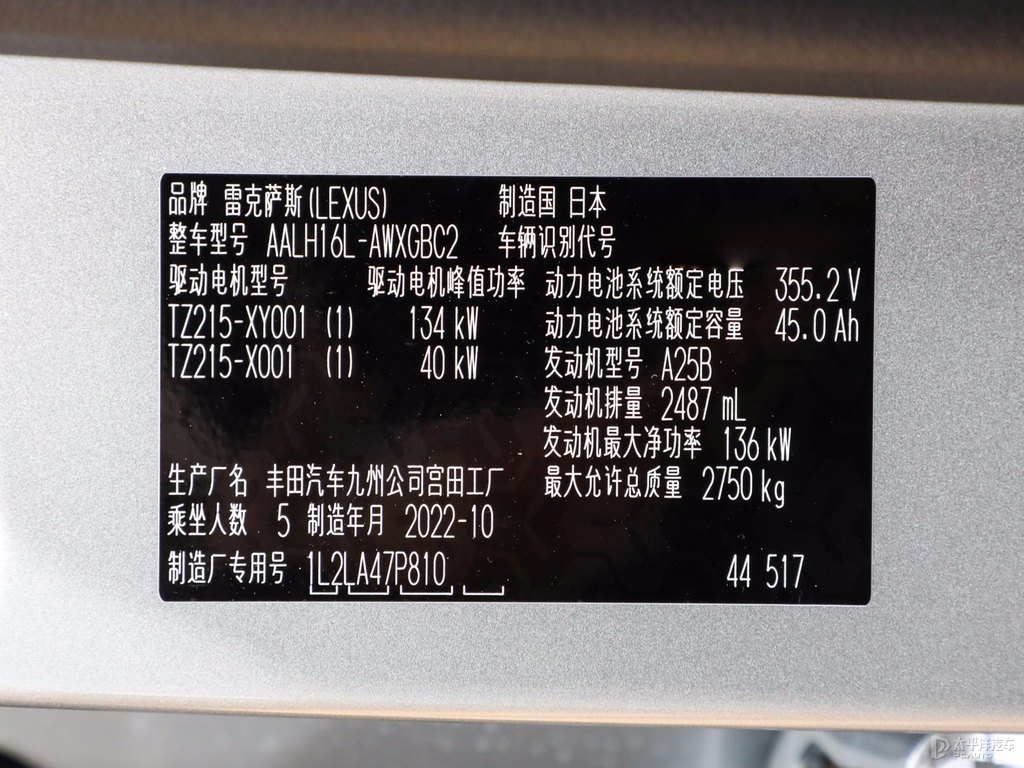 品牌 雷克萨斯(LEXUS) 制造国 日本
整车型号 AALH16L-AWXGBC2 车辆识别代号
驱动电机型号 驱动电机峰值功率 动力电池系统额定电压 355.2 V
TZ215-XY001 (1) 134 kW 动力电池系统额定容量 45.0 Ah
TZ215-X001 (1) 40 kW 发动机型号 A25B
发动机排量 2487 mL
发动机最大净功率 136 kW
生产厂名 丰田汽车九州公司宫田工厂 最大允许总质量 2750 kg
乘坐人数 5 制造年月 2022-10
制造厂专用号 1L2LA47P810 44 517
太平洋汽车
PCAUTO